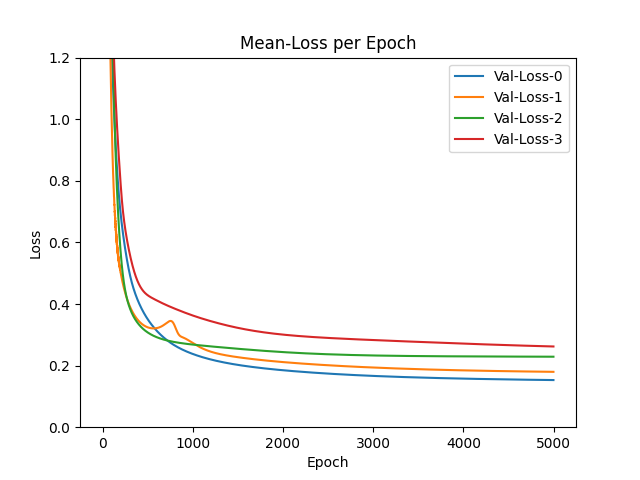 Mean-Loss per Epoch
1.2
1.0
0.8
0.6
0.4
0.2
0.0
Loss
Val-Loss-0
Val-Loss-1
Val-Loss-2
Val-Loss-3
0 1000 2000 3000 4000 5000
Epoch